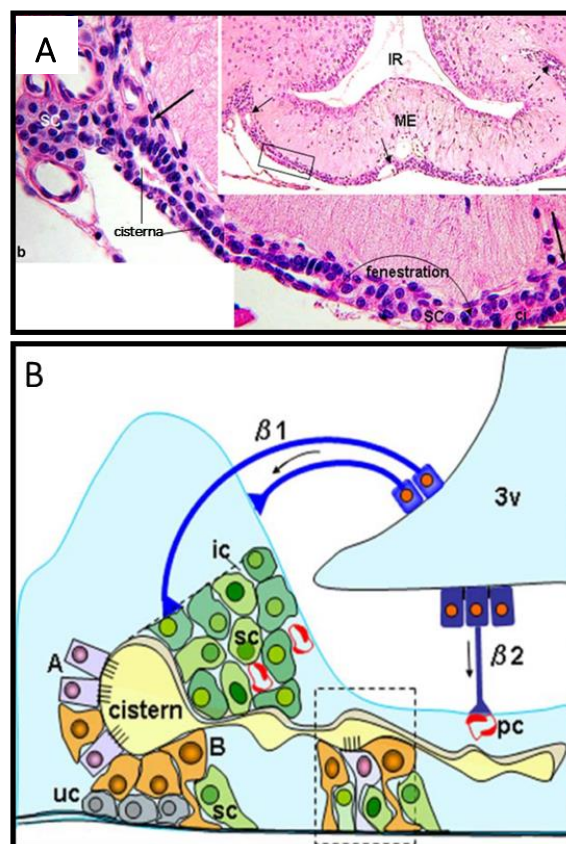 A
IR
ME
SC
cisterna
b
fenestration
SC
ci
B
β1
3v
ic
sc
β2
A
cistern
B
pc
uc
sc